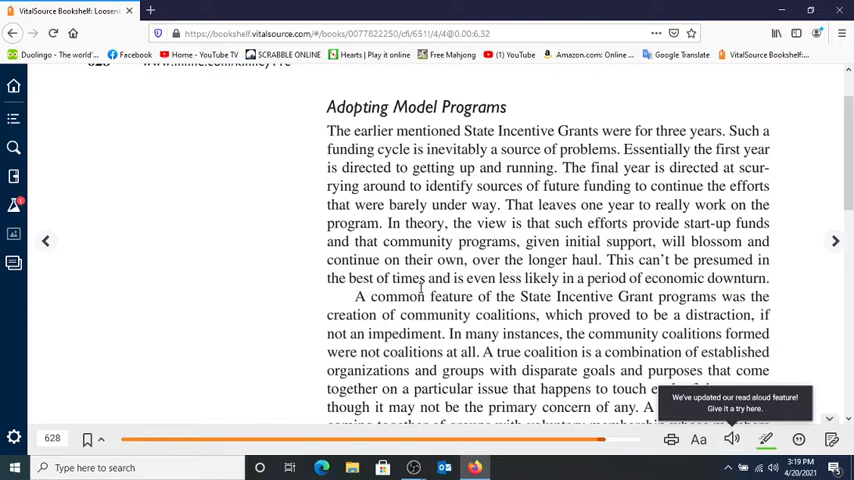 VitalSource Bookshelf: Loosene
https://bookshelf.vitalsource.com/#/books/0077822250/cfi/651!/4/4@0.00:6.32
Duolingo - The world'...
Facebook
Home - YouTube TV
SCRABBLE ONLINE
Hearts | Play it online
Free Mahjong
(1) YouTube
Amazon.com: Online...
Google Translate
VitalSource Bookshelf:...
Adopting Model Programs
The earlier mentioned State Incentive Grants were for three years. Such a
funding cycle is inevitably a source of problems. Essentially the first year
is directed to getting up and running. The final year is directed at scur-
rying around to identify sources of future funding to continue the efforts
that were barely under way. That leaves one year to really work on the
program. In theory, the view is that such efforts provide start-up funds
and that community programs, given initial support, will blossom and
continue on their own, over the longer haul. This can't be presumed in
the best of times and is even less likely in a period of economic downturn.
A common feature of the State Incentive Grant programs was the
creation of community coalitions, which proved to be a distraction, if
not an impediment. In many instances, the community coalitions formed
were not coalitions at all. A true coalition is a combination of established
organizations and groups with disparate goals and purposes that come
together on a particular issue that happens to touch
though it may not be the primary concern of any. A
We've updated our read aloud feature!
Give it a try here.
628
Aa
Type here to search
3:19 PM
4/20/2021
5